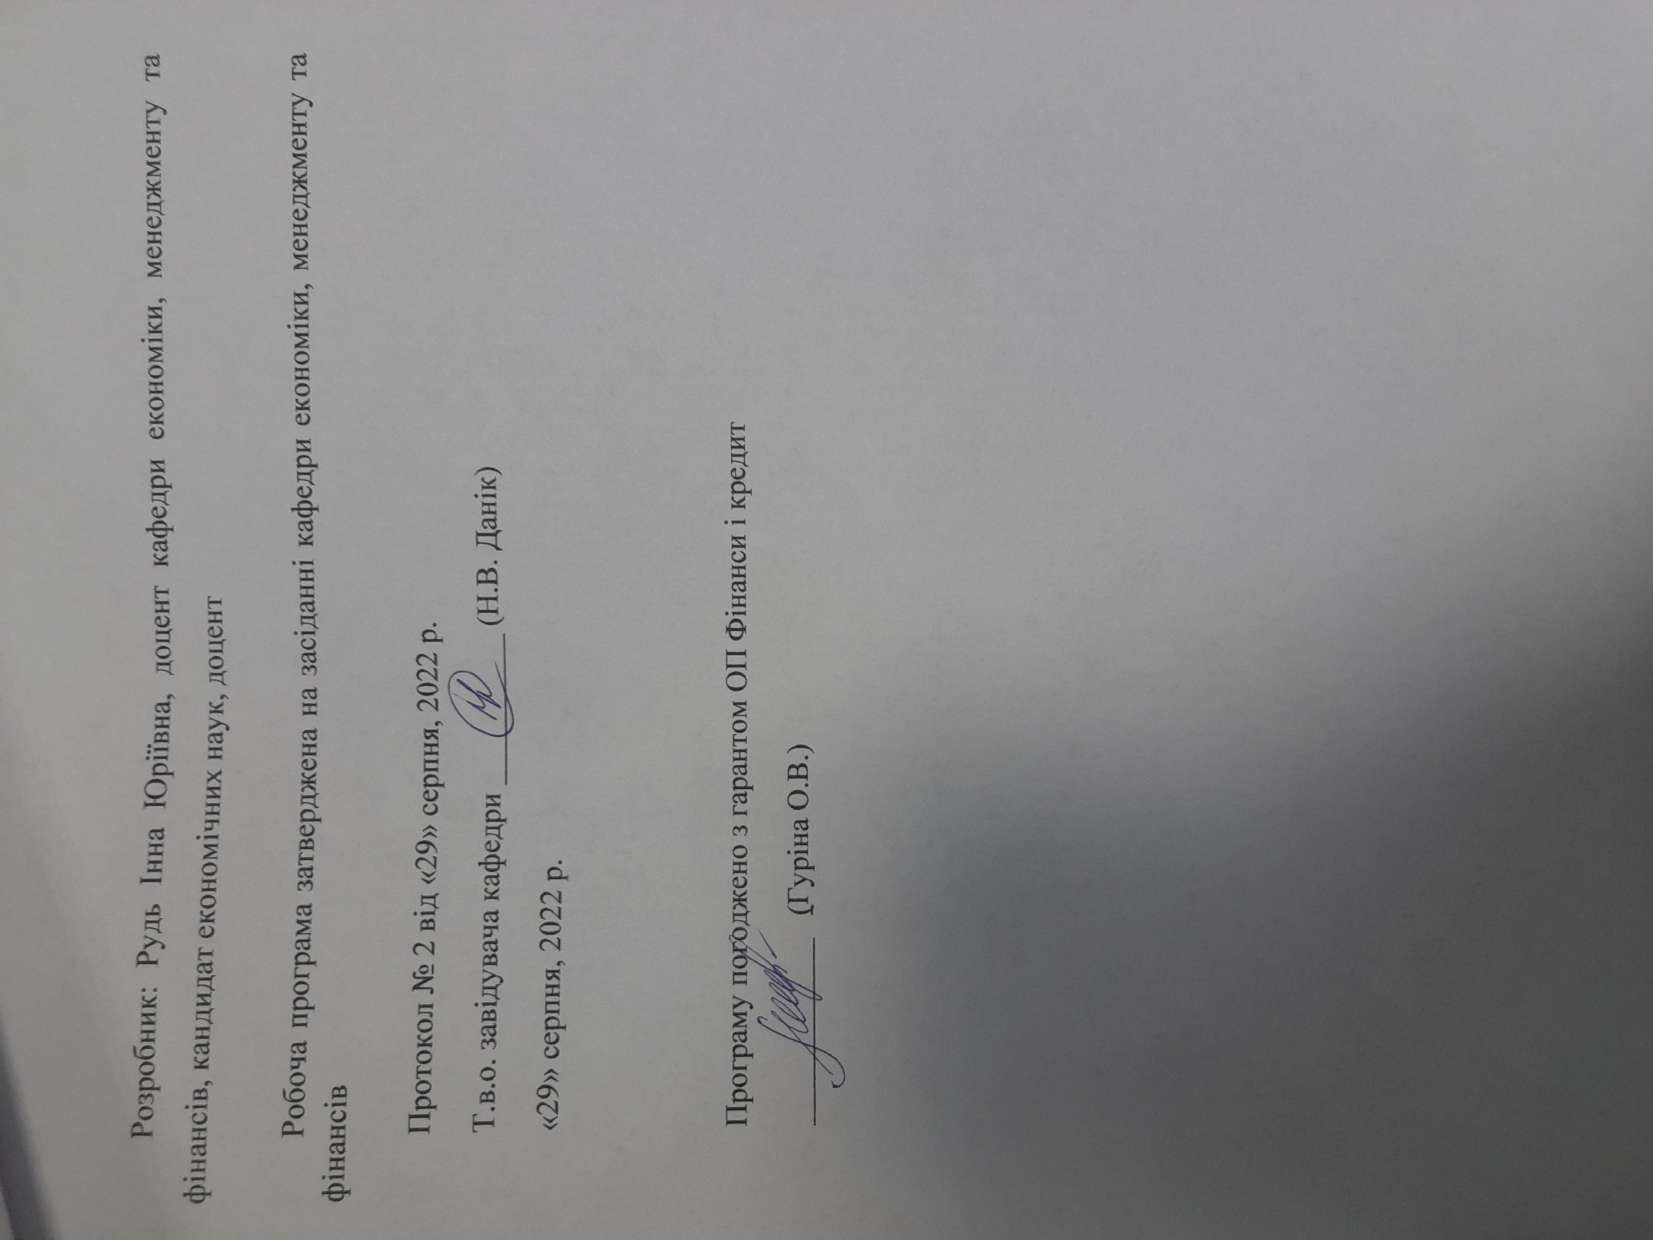 Розробник: Рудь Інна Юріївна, доцент кафедри економіки, менеджменту та
фінансів, кандидат економічних наук, доцент
Робоча програма затверджена на засіданні кафедри економіки, менеджменту та
фінансів
Протокол № 2 від «29» серпня, 2022 р.
Т.в.о. завідувача кафедри __________ (Н.В. Данік)
«29» серпня, 2022 р.
Програму погоджено з гарантом ОП Фінанси і кредит
____________ (Гуріна О.В.)